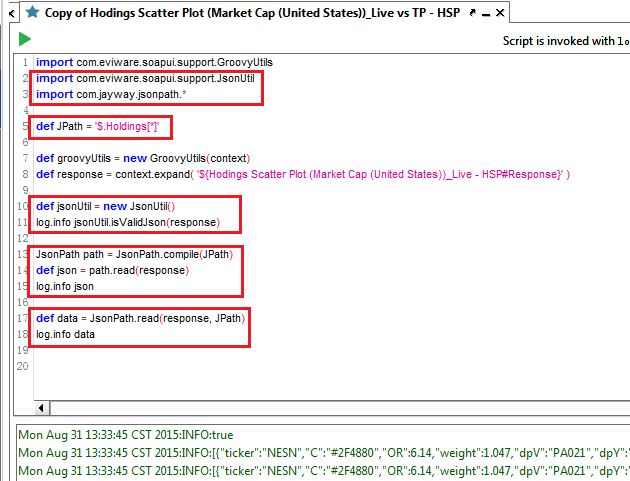 Copy of Hodings Scatter Plot (Market Cap (United States))_Live vs TP - HSP
Script is invoked with lo
1 import com.eviware.soapui.support.GroovyUtils
2 import com.eviware.soapui.support.JsonUtil
3 import com.jayway.jsonpath.*
4
5 def JPath = '$.Holdings[*]'
6
7 def groovyUtils = new GroovyUtils(context)
8 def response = context.expand( '${Hodings Scatter Plot (Market Cap (United States))_Live - HSP#Response}' )
9
10 def jsonUtil = new JsonUtil()
11 log.info jsonUtil.isValidJson(response)
12
13 JsonPath path = JsonPath.compile(JPath)
14 def json = path.read(response)
15 log.info json
16
17 def data = JsonPath.read(response, JPath)
18 log.info data
19
20
Mon Aug 31 13:33:45 CST 2015:INFO:true
Mon Aug 31 13:33:45 CST 2015:INFO:[{"ticker":"NESN","C":"#2F4880","OR":6.14,"weight":1.047,"dpV":"PA021","dpV"
Mon Aug 31 13:33:45 CST 2015:INFO:[{"ticker":"NESN","C":"#2F4880","OR":6.14,"weight":1.047,"dpV":"PA021","dpV"